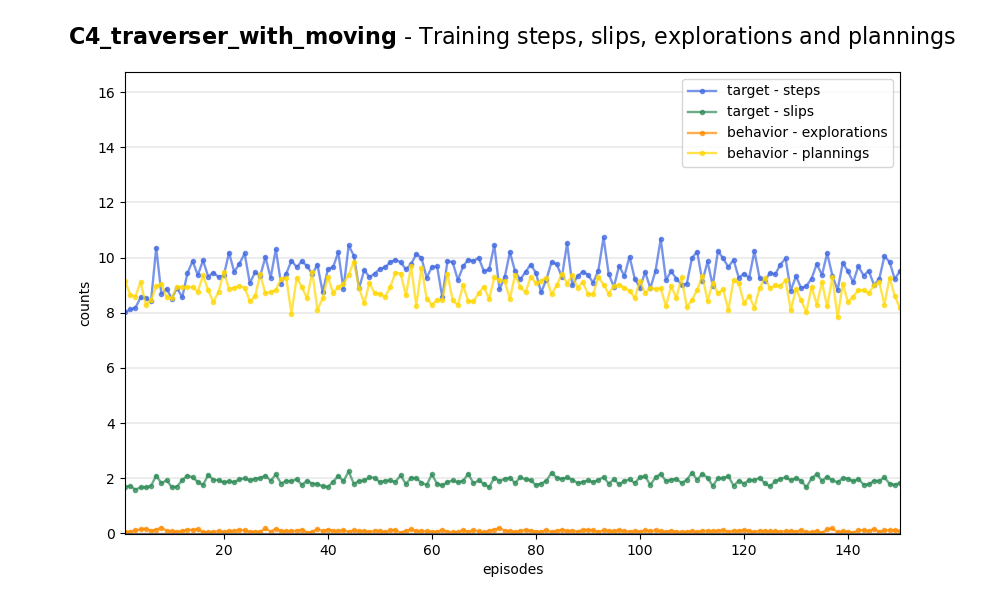 C4_traverser_with_moving - Training steps, slips, explorations and plannings
target - steps
target - slips
behavior - explorations
behavior - plannings
counts
16
14
12
10
8
6
4
2
0
20 40 60 80 100 120 140
episodes